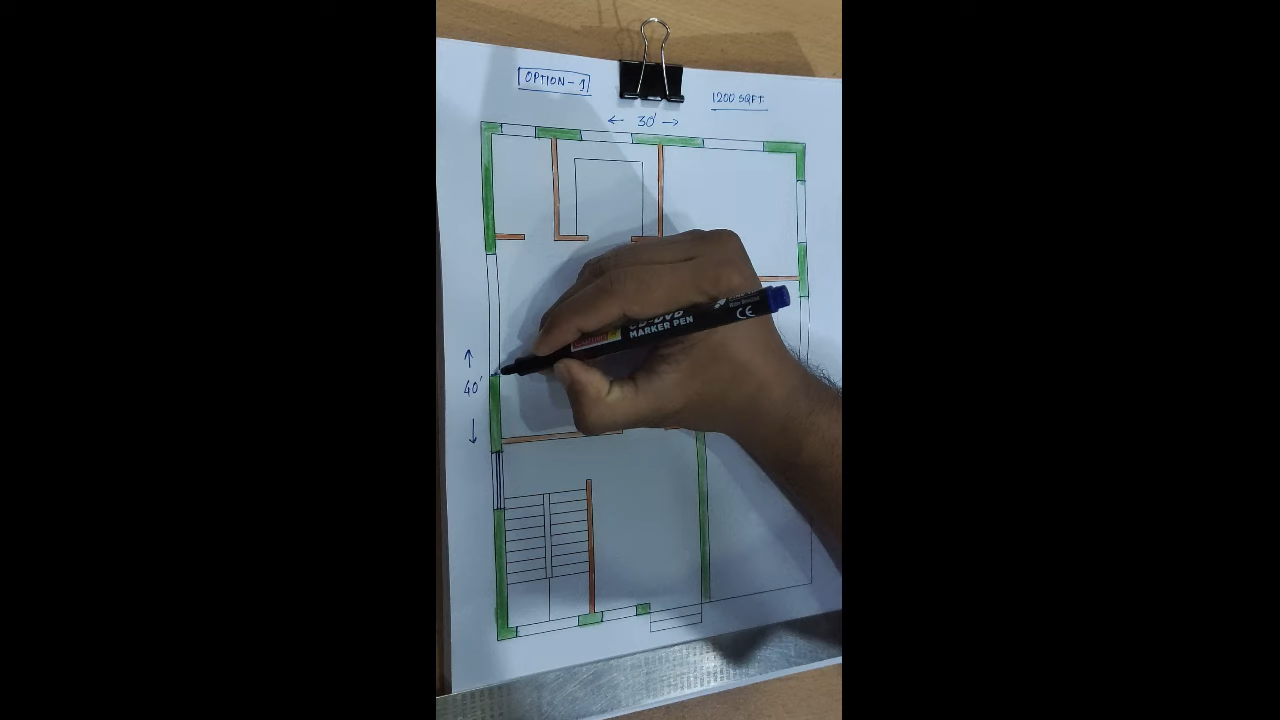 OPTION-1
1200 SQFT.
← 30' →
↑
40'
↓
MARKER PEN
CE